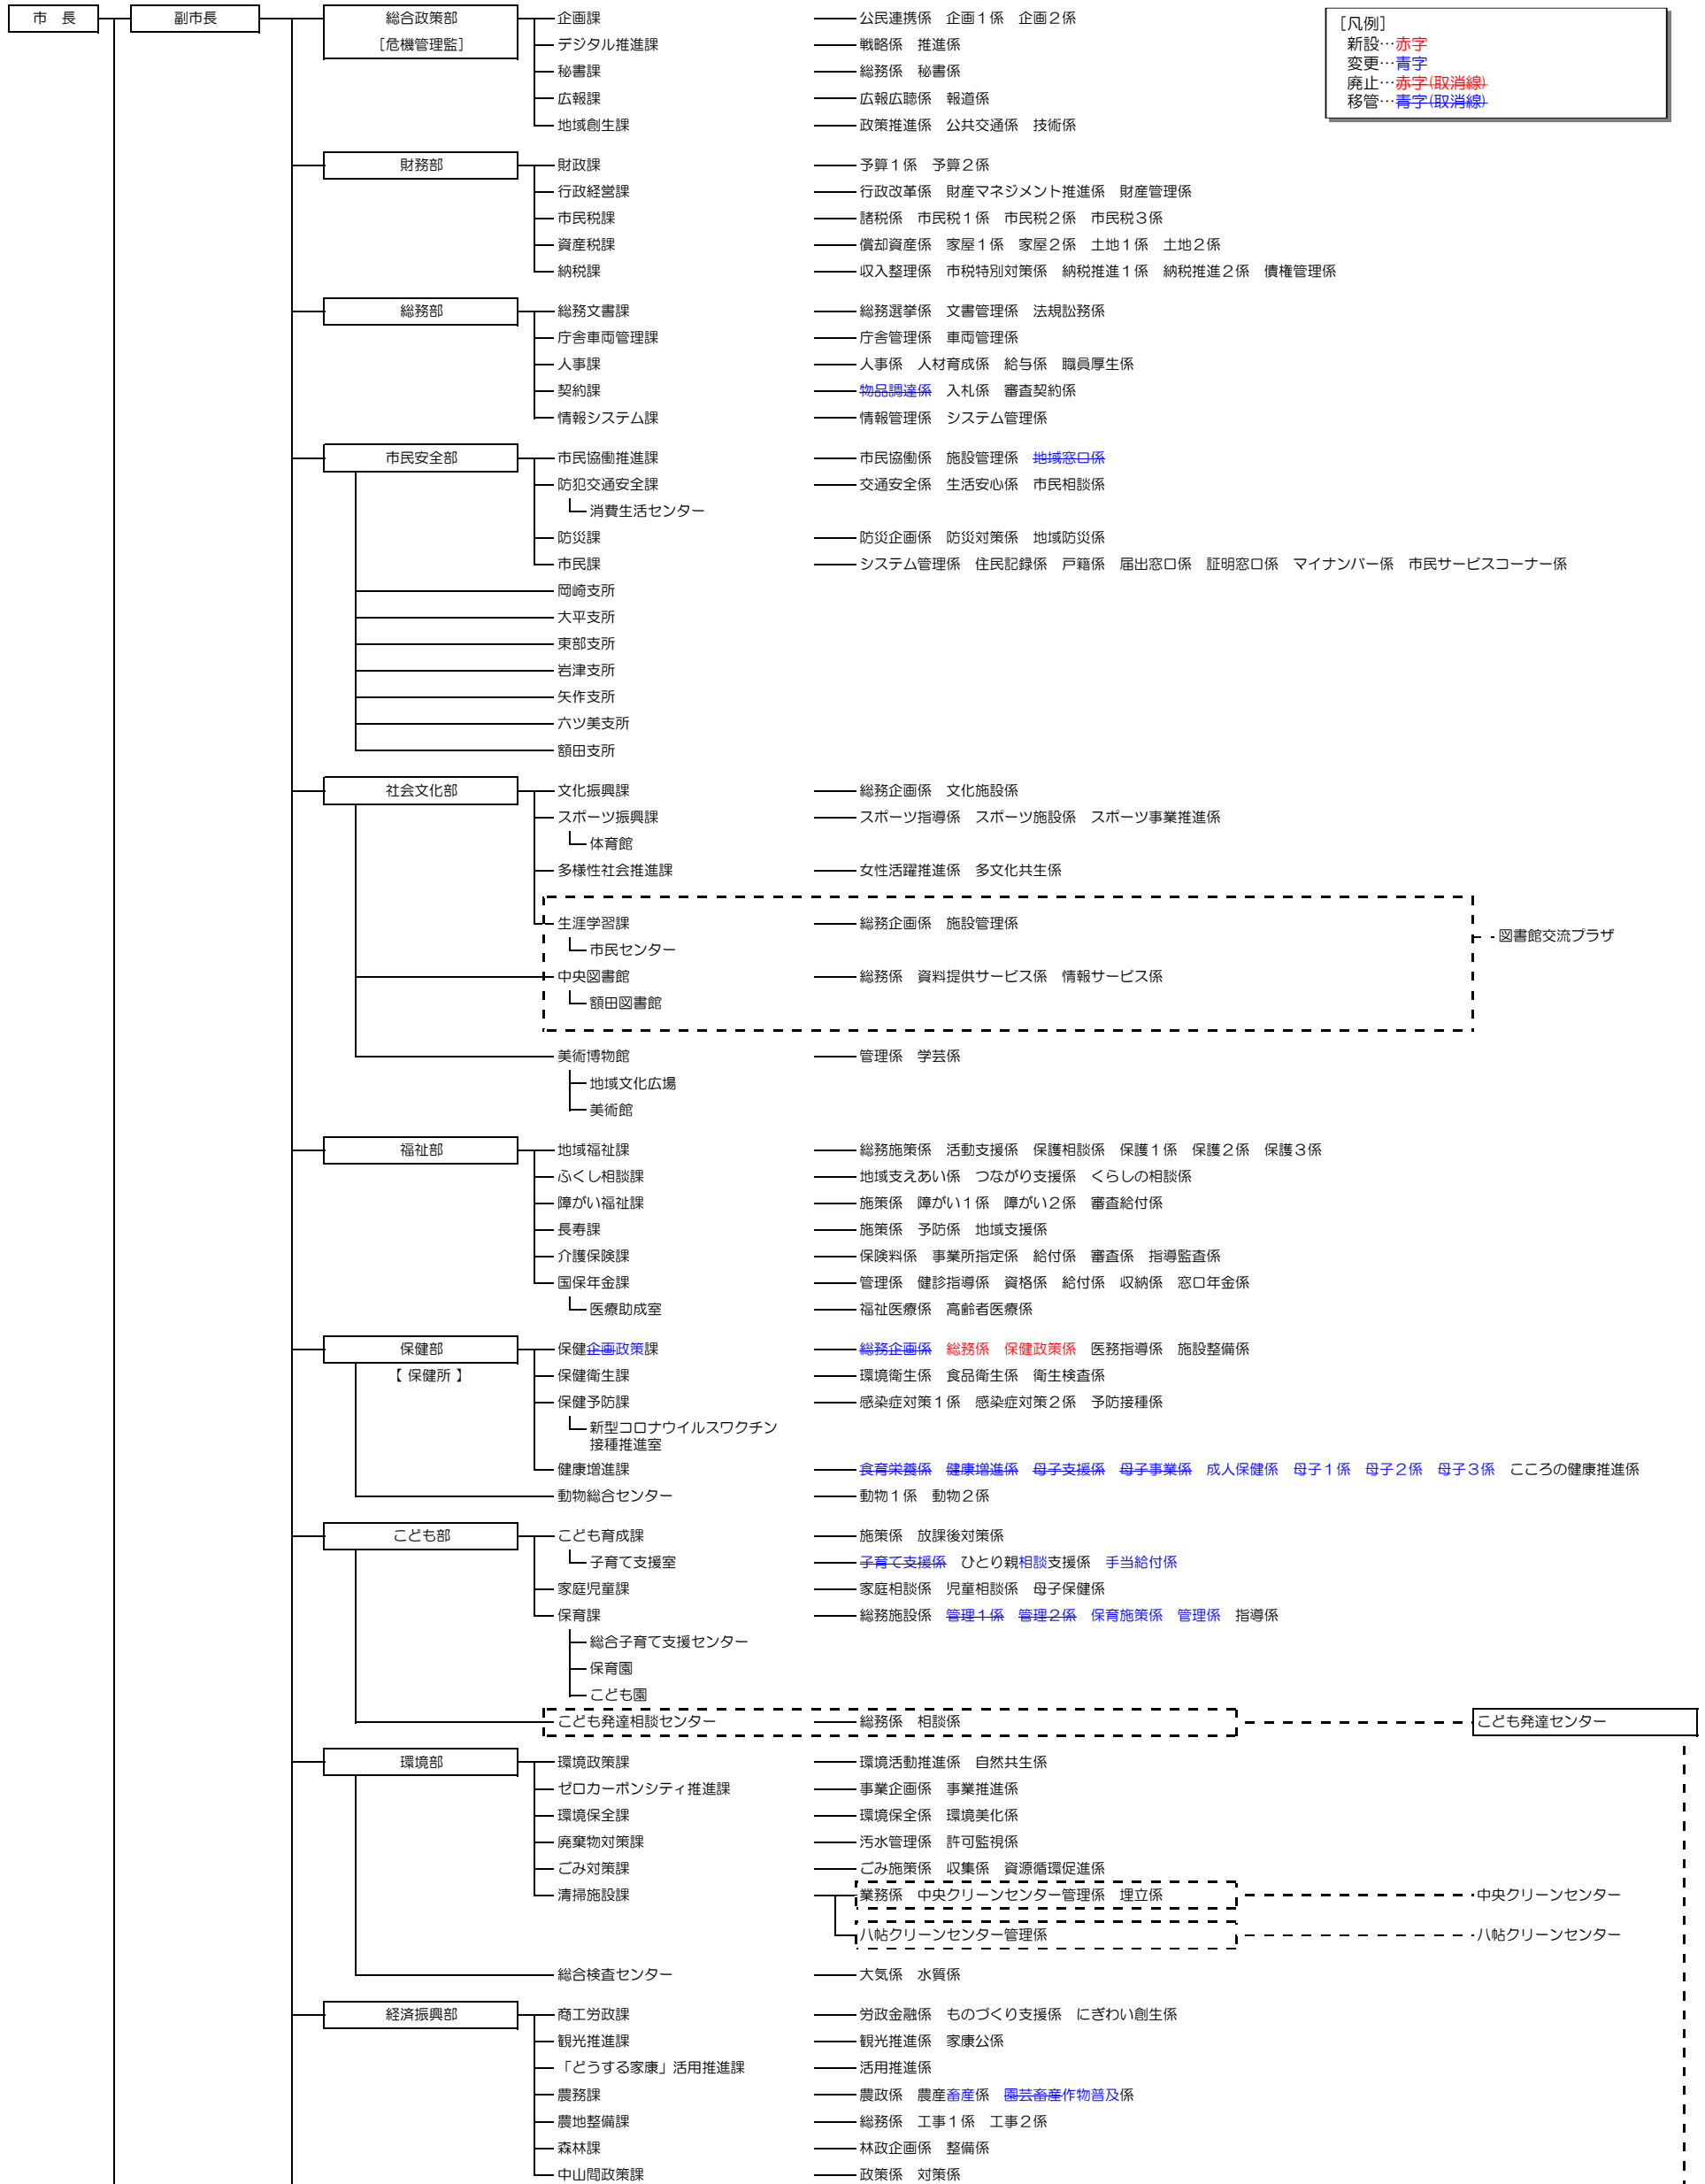 市　長　副市長　総合政策部　企画課　公民連携係　企画１係　企画２係
［危機管理監］　デジタル推進課　戦略係　推進係
秘書課　総務係　秘書係
広報課　広報広聴係　報道係
地域創生課　政策推進係　公共交通係　技術係
［凡例］
新設…赤字
変更…青字
廃止…赤字(取消線)
移管…青字(取消線)
財務部　財政課　予算１係　予算２係
行政経営課　行政改革係　財産マネジメント推進係　財産管理係
市民税課　諸税係　市民税１係　市民税２係　市民税３係
資産税課　償却資産係　家屋１係　家屋２係　土地１係　土地２係
納税課　収入整理係　市税特別対策係　納税推進１係　納税推進２係　債権管理係
総務部　総務文書課　総務選挙係　文書管理係　法規訟務係
庁舎車両管理課　庁舎管理係　車両管理係
人事課　人事係　人材育成係　給与係　職員厚生係
契約課　物品調達係　入札係　審査契約係
情報システム課　情報管理係　システム管理係
市民安全部　市民協働推進課　市民協働係　施設管理係　地域窓口係
防犯交通安全課　交通安全係　生活安心係　市民相談係
消費生活センター
防災課　防災企画係　防災対策係　地域防災係
市民課　システム管理係　住民記録係　戸籍係　届出窓口係　証明窓口係　マイナンバー係　市民サービスコーナー係
岡崎支所
大平支所
東部支所
岩津支所
矢作支所
六ツ美支所
額田支所
社会文化部　文化振興課　総務企画係　文化施設係
スポーツ振興課　スポーツ指導係　スポーツ施設係　スポーツ事業推進係
体育館
多様性社会推進課　女性活躍推進係　多文化共生係
生涯学習課　総務企画係　施設管理係
図書館交流プラザ
市民センター
中央図書館　総務係　資料提供サービス係　情報サービス係
額田図書館
美術博物館　管理係　学芸係
地域文化広場
美術館
福祉部　地域福祉課　総務施策係　活動支援係　保護相談係　保護１係　保護２係　保護３係
ふくし相談課　地域支えあい係　つながり支援係　くらしの相談係
障がい福祉課　施策係　障がい１係　障がい２係　審査給付係
長寿課　施策係　予防係　地域支援係
介護保険課　保険料係　事業所指定係　給付係　審査係　指導監査係
国保年金課　管理係　健診指導係　資格係　給付係　収納係　窓口年金係
医療助成室　福祉医療係　高齢者医療係
保健部　保健企画政策課　総務企画係　総務係　保健政策係　医務指導係　施設整備係
【 保健所 】　保健衛生課　環境衛生係　食品衛生係　衛生検査係
保健予防課　感染症対策１係　感染症対策２係　予防接種係
新型コロナウイルスワクチン
接種推進室
健康増進課　食育栄養係　健康増進係　母子支援係　母子事業係　成人保健係　母子１係　母子２係　母子３係　こころの健康推進係
動物総合センター　動物１係　動物２係
こども部　こども育成課　施策係　放課後対策係
子育て支援室　子育て支援係　ひとり親相談支援係　手当給付係
家庭児童課　家庭相談係　児童相談係　母子保健係
保育課　総務施設係　管理１係　管理２係　保育施策係　管理係　指導係
総合子育て支援センター
保育園
こども園
こども発達相談センター　総務係　相談係　こども発達センター
環境部　環境政策課　環境活動推進係　自然共生係
ゼロカーボンシティ推進課　事業企画係　事業推進係
環境保全課　環境保全係　環境美化係
廃棄物対策課　汚水管理係　許可監視係
ごみ対策課　ごみ施策係　収集係　資源循環促進係
清掃施設課　業務係　中央クリーンセンター管理係　埋立係　中央クリーンセンター
八帖クリーンセンター管理係　八帖クリーンセンター
総合検査センター　大気係　水質係
経済振興部　商工労政課　労政金融係　ものづくり支援係　にぎわい創生係
観光推進課　観光推進係　家康公係
「どうする家康」活用推進課　活用推進係
農務課　農政係　農産畜産係　園芸畜産作物普及係
農地整備課　総務係　工事１係　工事２係
森林課　林政企画係　整備係
中山間政策課　政策係　対策係